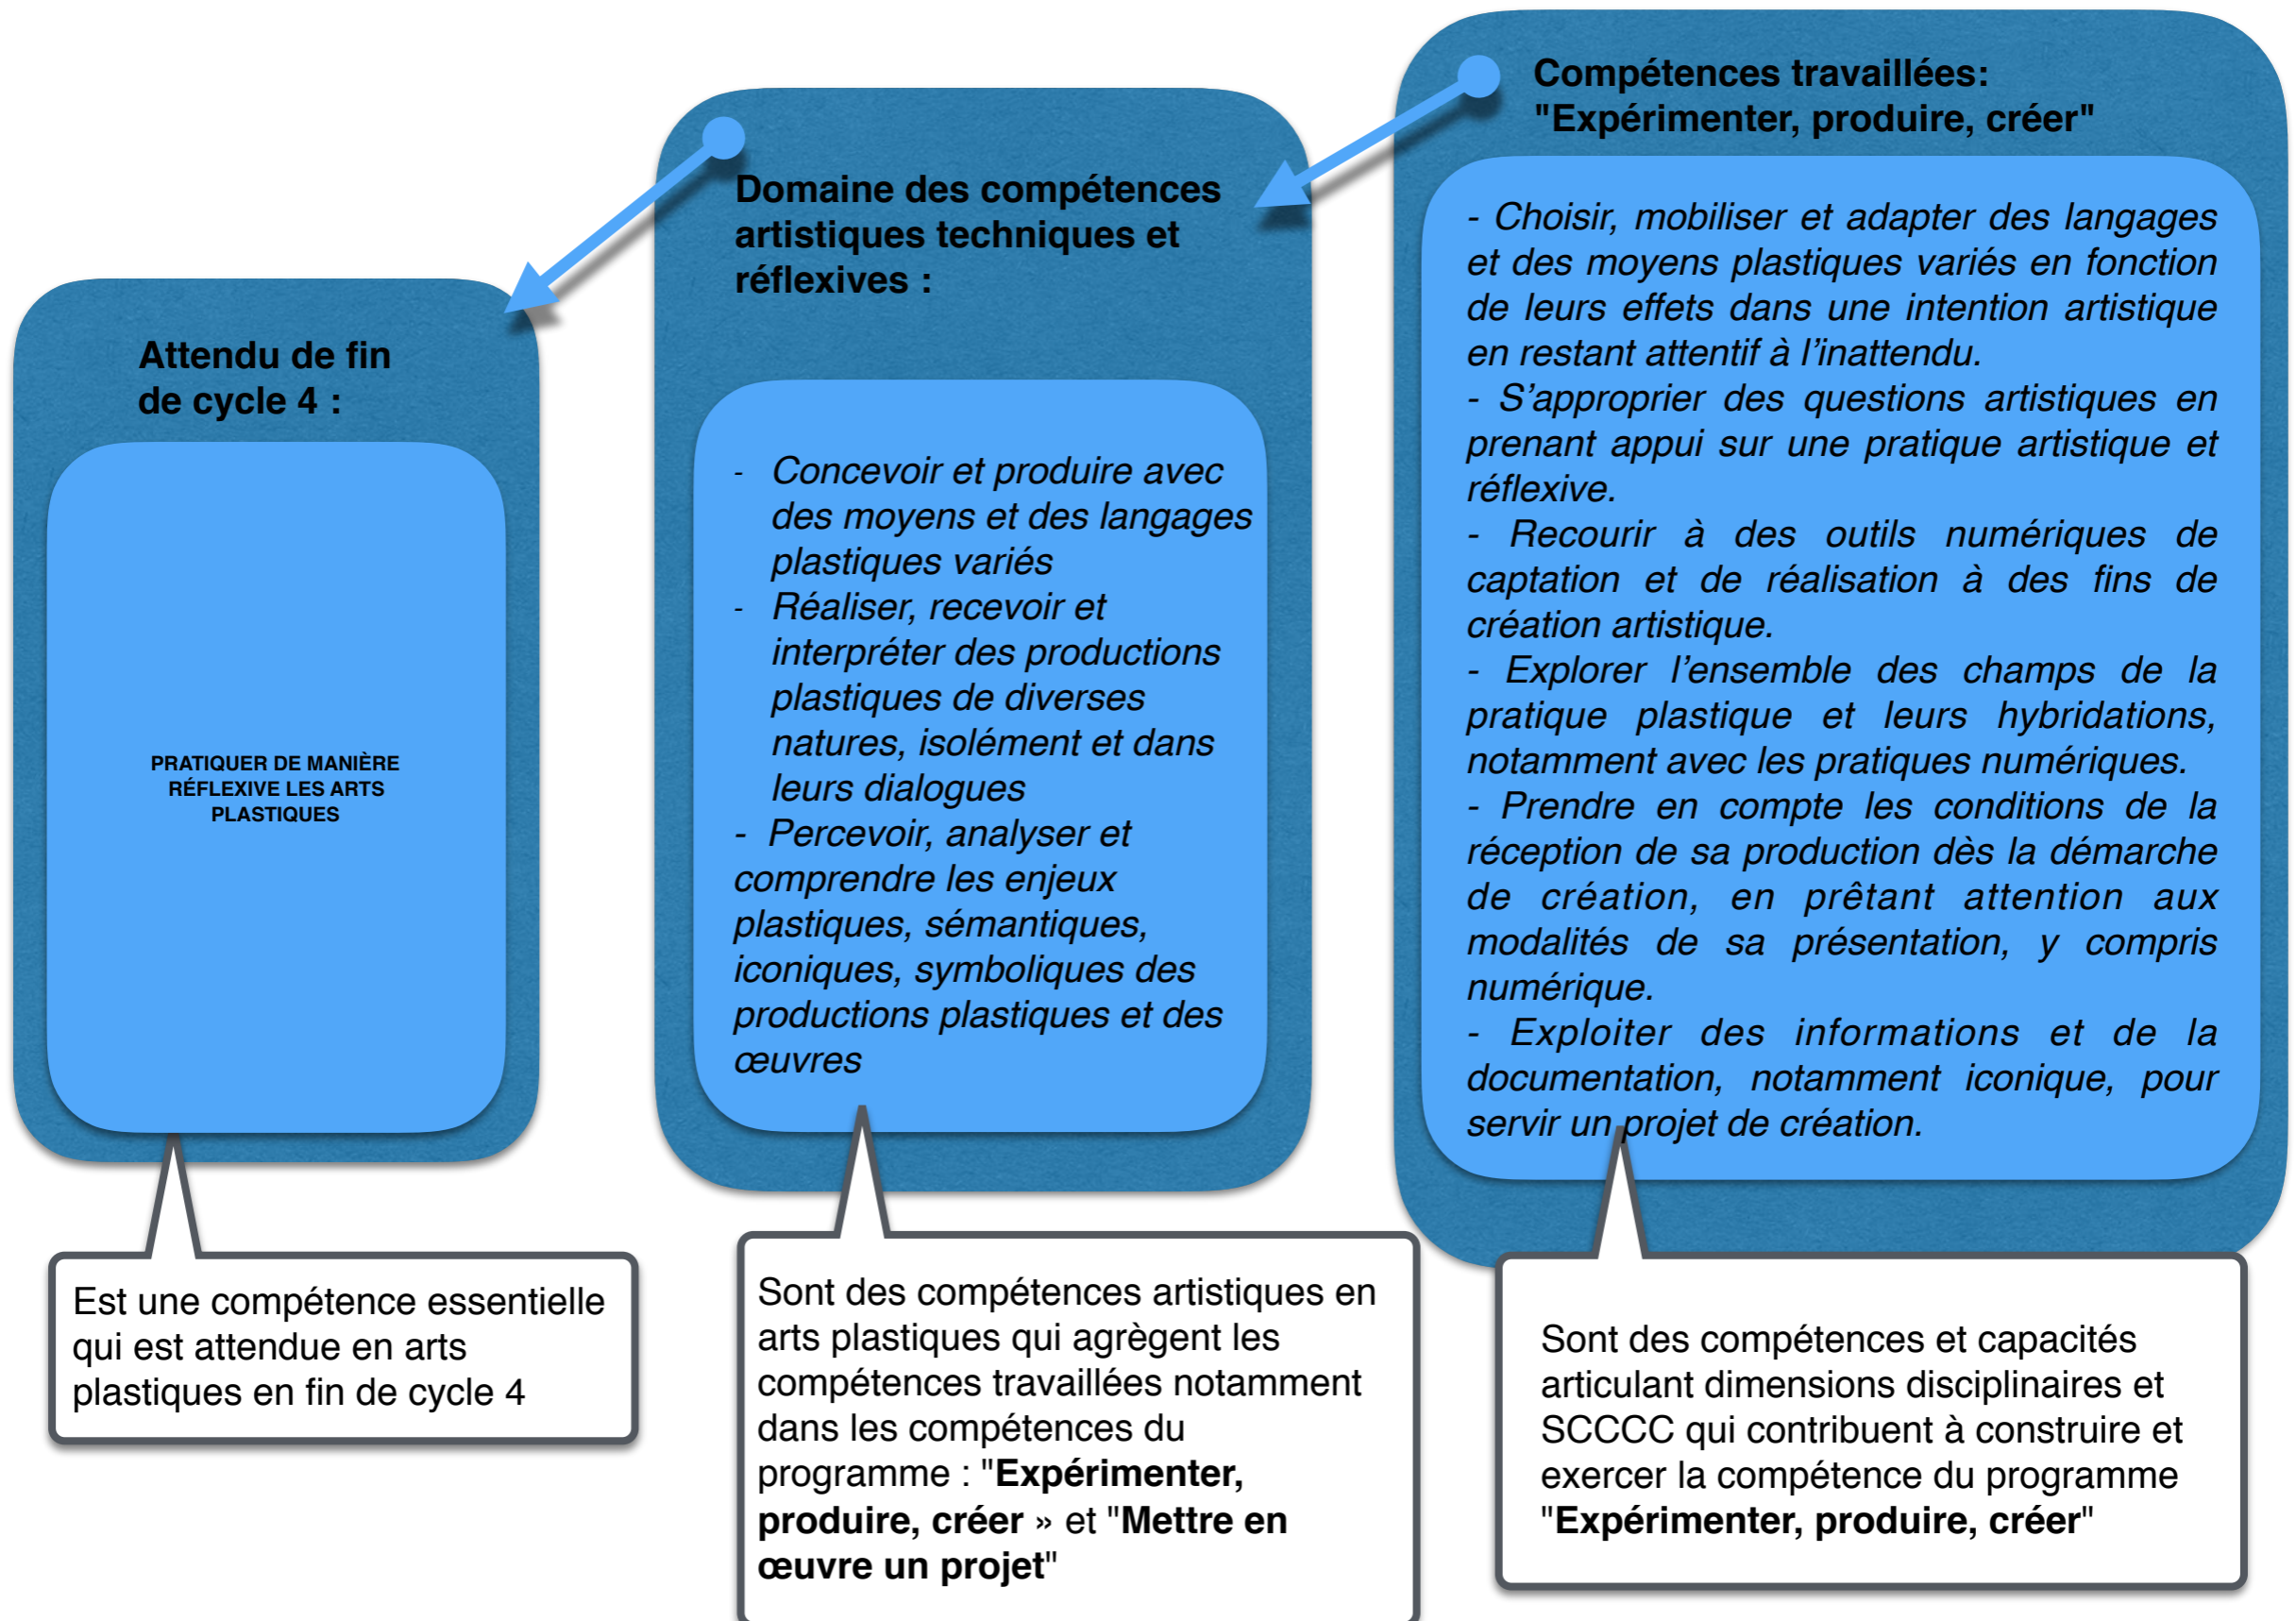 Attendu de fin
de cycle 4 :
PRATIQUER DE MANIÈRE
RÉFLEXIVE LES ARTS
PLASTIQUES
Est une compétence essentielle
qui est attendue en arts
plastiques en fin de cycle 4
Domaine des compétences
artistiques techniques et
réflexives :
- Concevoir et produire avec
des moyens et des langages
plastiques variés
- Réaliser, recevoir et
interpréter des productions
plastiques de diverses
natures, isolément et dans
leurs dialogues
- Percevoir, analyser et
comprendre les enjeux
plastiques, sémantiques,
iconiques, symboliques des
productions plastiques et des
œuvres
Sont des compétences artistiques en
arts plastiques qui agrègent les
compétences travaillées notamment
dans les compétences du
programme : "Expérimenter,
produire, créer » et "Mettre en
œuvre un projet"
Compétences travaillées:
"Expérimenter, produire, créer"
- Choisir, mobiliser et adapter des langages
et des moyens plastiques variés en fonction
de leurs effets dans une intention artistique
en restant attentif à l’inattendu.
- S’approprier des questions artistiques en
prenant appui sur une pratique artistique et
réflexive.
- Recourir à des outils numériques de
captation et de réalisation à des fins de
création artistique.
- Explorer l’ensemble des champs de la
pratique plastique et leurs hybridations,
notamment avec les pratiques numériques.
- Prendre en compte les conditions de la
réception de sa production dès la démarche
de création, en prêtant attention aux
modalités de sa présentation, y compris
numérique.
- Exploiter des informations et de la
documentation, notamment iconique, pour
servir un projet de création.
Sont des compétences et capacités
articulant dimensions disciplinaires et
SCCCC qui contribuent à construire et
exercer la compétence du programme
"Expérimenter, produire, créer"